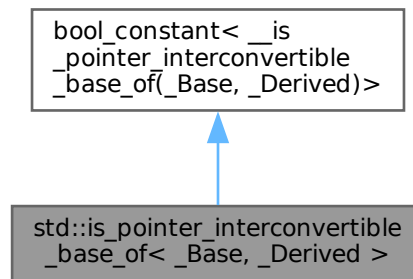 bool_constant< __is
_pointer_interconvertible
_base_of(_Base, _Derived)>
std::is_pointer_interconvertible
_base_of< _Base, _Derived >